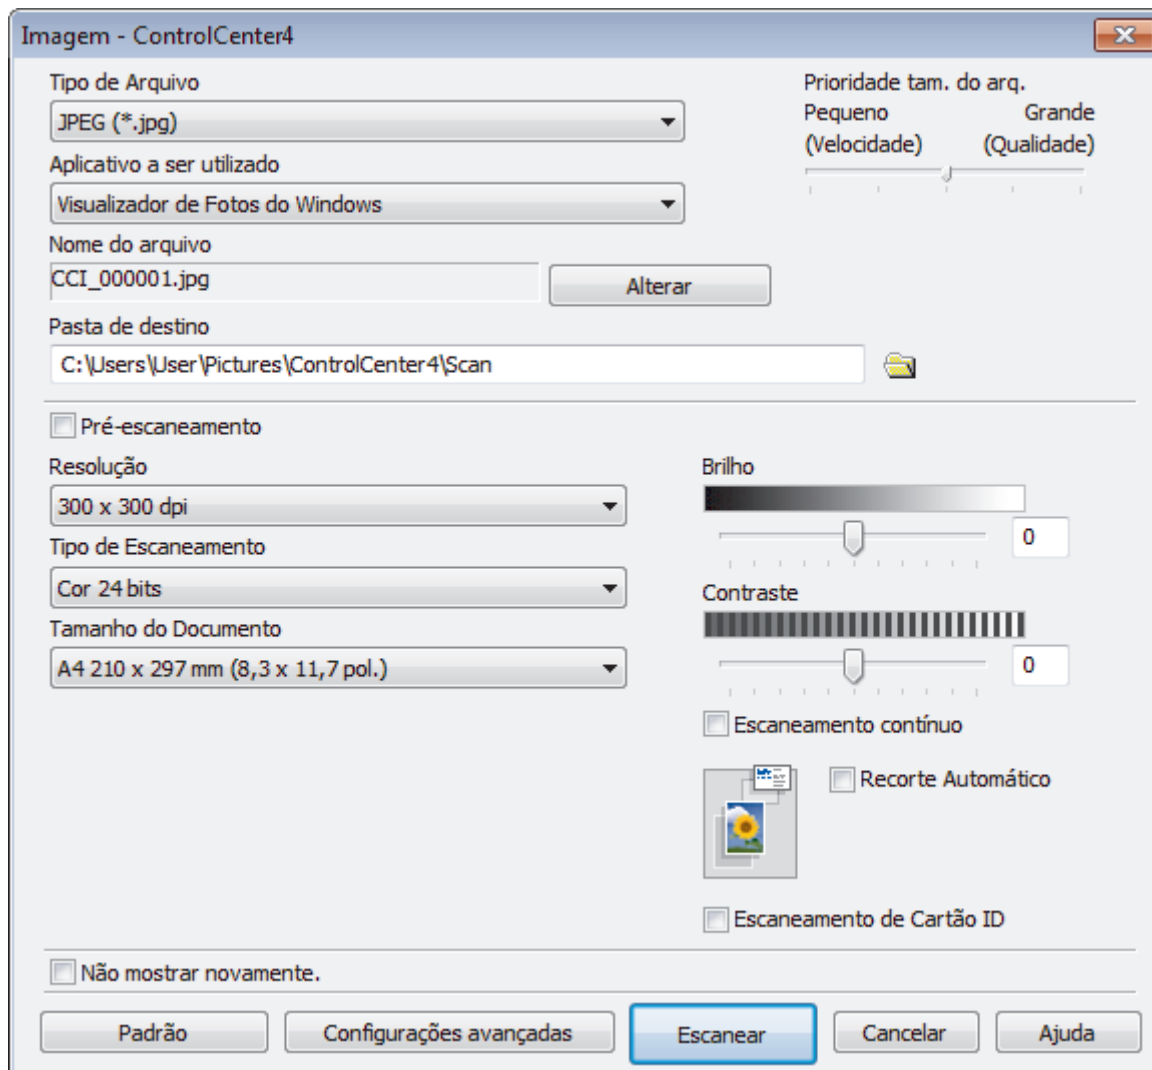 Imagem - ControlCenter4
Tipo de Arquivo
JPEG (*.jpg)
Prioridade tam. do arq.
Pequeno Grande
(Velocidade) (Qualidade)
Aplicativo a ser utilizado
Visualizador de Fotos do Windows
Nome do arquivo
CCI_000001.jpg
Alterar
Pasta de destino
C:\Users\User\Pictures\ControlCenter4\Scan
Pré-escaneamento
Resolução
300 x 300 dpi
Tipo de Escaneamento
Cor 24 bits
Tamanho do Documento
A4 210 x 297 mm (8,3 x 11,7 pol.)
Brilho
0
Contraste
0
Escaneamento contínuo
Recorte Automático
Escaneamento de Cartão ID
Não mostrar novamente.
Padrão Configurações avançadas Escanear Cancelar Ajuda